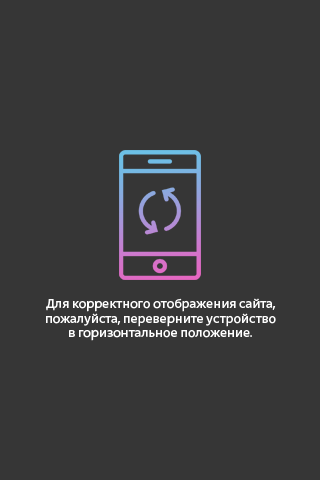 Для корректного отображения сайта,
пожалуйста, переверните устройство
в горизонтальное положение.